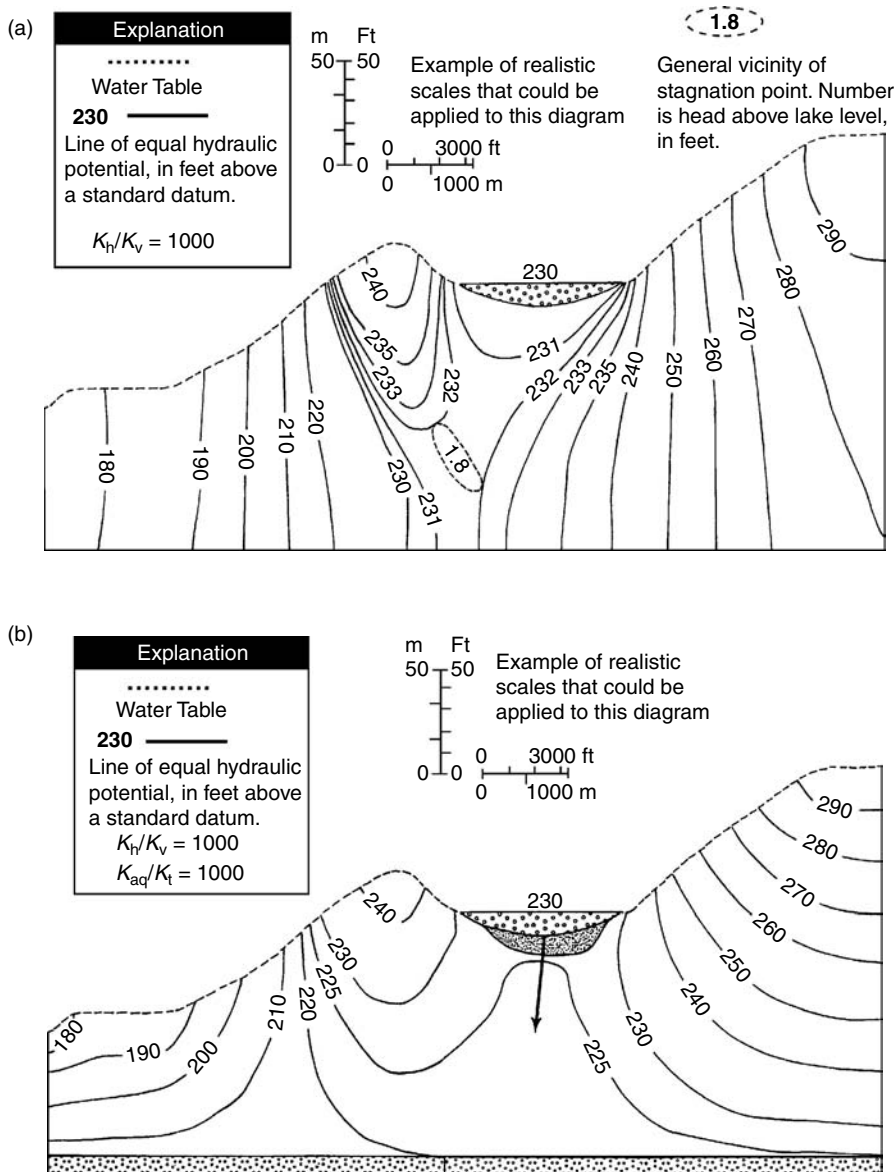 (a)
Explanation
Water Table
230
Line of equal hydraulic
potential, in feet above
a standard datum.
Kh/Kv = 1000
m Ft
50 50
0 0
Example of realistic
scales that could be
applied to this diagram
0 3000 ft
0 1000 m
1.8
General vicinity of
stagnation point. Number
is head above lake level,
in feet.
230
240
235
233
232
231
232
233
235
240
250
260
270
280
290
180
190
200
210
220
230
231
1.8
(b)
Explanation
Water Table
230
Line of equal hydraulic
potential, in feet above
a standard datum.
Kh/Kv = 1000
Kaq/Kt = 1000
m Ft
50 50
0 0
Example of realistic
scales that could be
applied to this diagram
0 3000 ft
0 1000 m
230
240
230
225
220
210
200
190
180
225
230
240
250
260
270
280
290